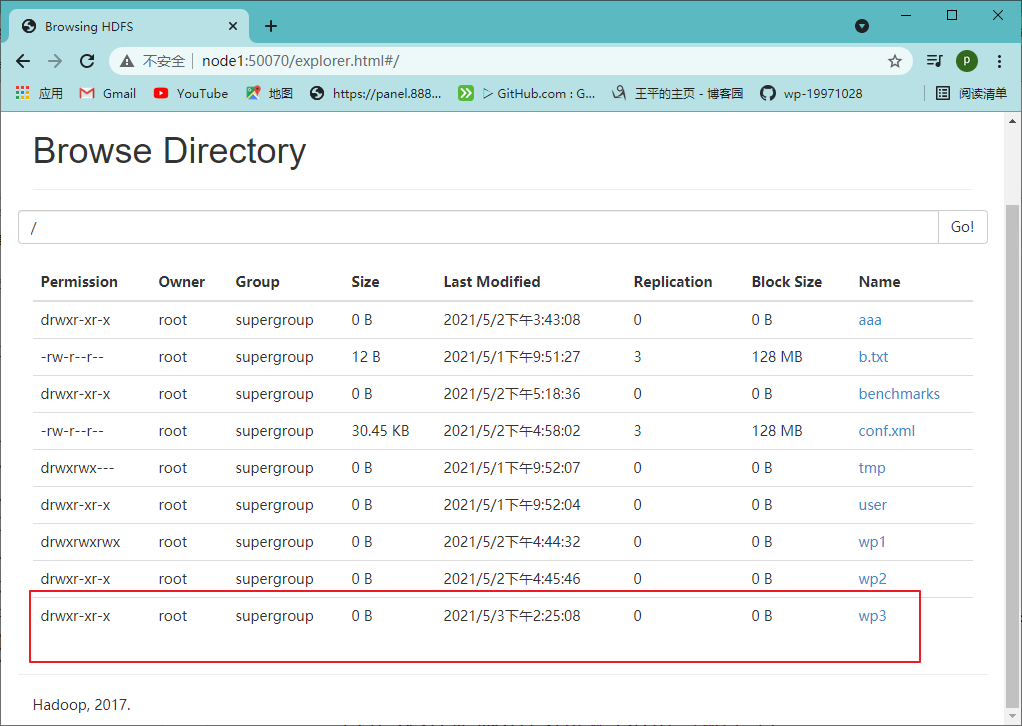 Browsing HDFS
不安全 node1:50070/explorer.html#/ p
应用 Gmail YouTube 地图 https://panel.888... ▷ GitHub.com : G... 王平的主页 - 博客园 wp-19971028 阅读清单
Browse Directory
/ Go!
Permission Owner Group Size Last Modified Replication Block Size Name
drwxr-xr-x root supergroup 0 B 2021/5/2下午3:43:08 0 0 B aaa
-rw-r--r-- root supergroup 12 B 2021/5/1下午9:51:27 3 128 MB b.txt
drwxr-xr-x root supergroup 0 B 2021/5/2下午5:18:36 0 0 B benchmarks
-rw-r--r-- root supergroup 30.45 KB 2021/5/2下午4:58:02 3 128 MB conf.xml
drwxrwx--- root supergroup 0 B 2021/5/1下午9:52:07 0 0 B tmp
drwxr-xr-x root supergroup 0 B 2021/5/1下午9:52:04 0 0 B user
drwxrwxrwx root supergroup 0 B 2021/5/2下午4:44:32 0 0 B wp1
drwxr-xr-x root supergroup 0 B 2021/5/2下午4:45:46 0 0 B wp2
drwxr-xr-x root supergroup 0 B 2021/5/3下午2:25:08 0 0 B wp3
Hadoop, 2017.